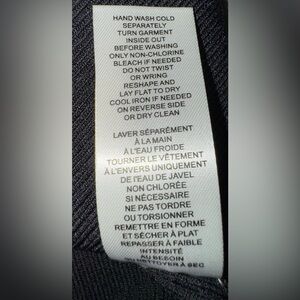 HAND WASH COLD
SEPARATELY
TURN GARMENT
INSIDE OUT
BEFORE WASHING
ONLY NON-CHLORINE
BLEACH IF NEEDED
DO NOT TWIST
OR WRING
RESHAPE AND
LAY FLAT TO DRY
COOL IRON IF NEEDED
ON REVERSE SIDE
OR DRY CLEAN
LAVER SÉPARÉMENT
À LA MAIN
À L'EAU FROIDE
TOURNER LE VÊTEMENT
À L'ENVERS UNIQUEMENT
DE l'EAU DE JAVEL
NON CHLORÉE
SI NÉCESSAIRE
NE PAS TORDRE
OU TORSIONNER
REMETTRE EN FORME
ET SÉCHER À PLAT
REPASSER À FAIBLE
INTENSITÉ
AU BESOIN
OU NETTOYER À SEC